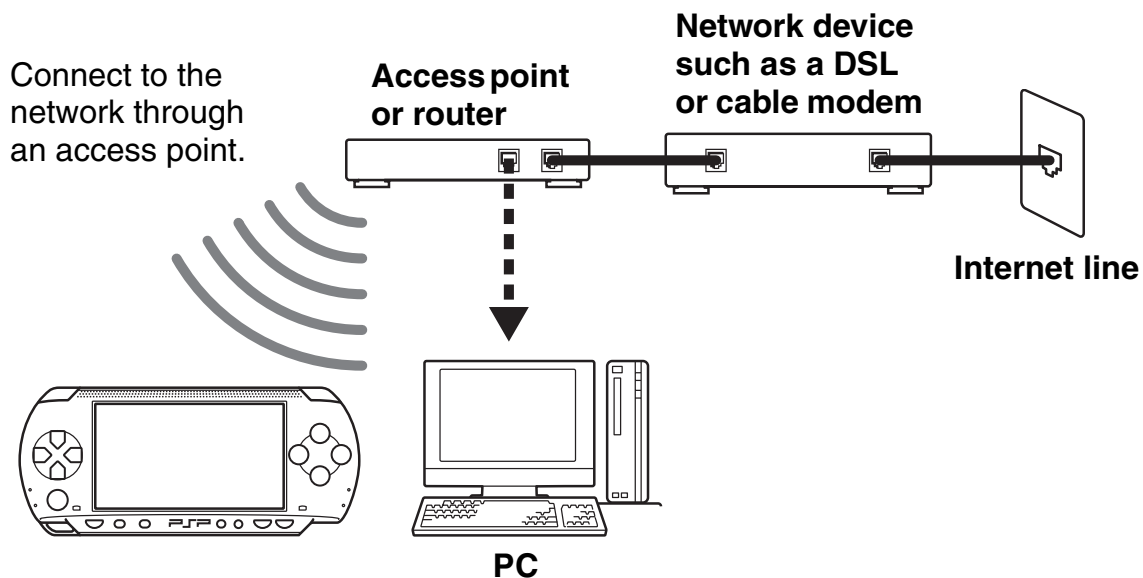 Connect to the
network through
an access point.
Access point
or router
Network device
such as a DSL
or cable modem
Internet line
PSP
PC